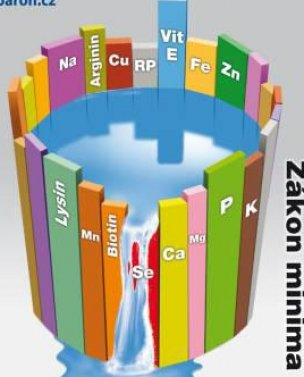 baron.cz
Na
Arginin
Cu
RP
Vit
E
Fe
Zn
Lysin
Mn
Biotin
Se
Ca
Mg
P
K
Zákon minima